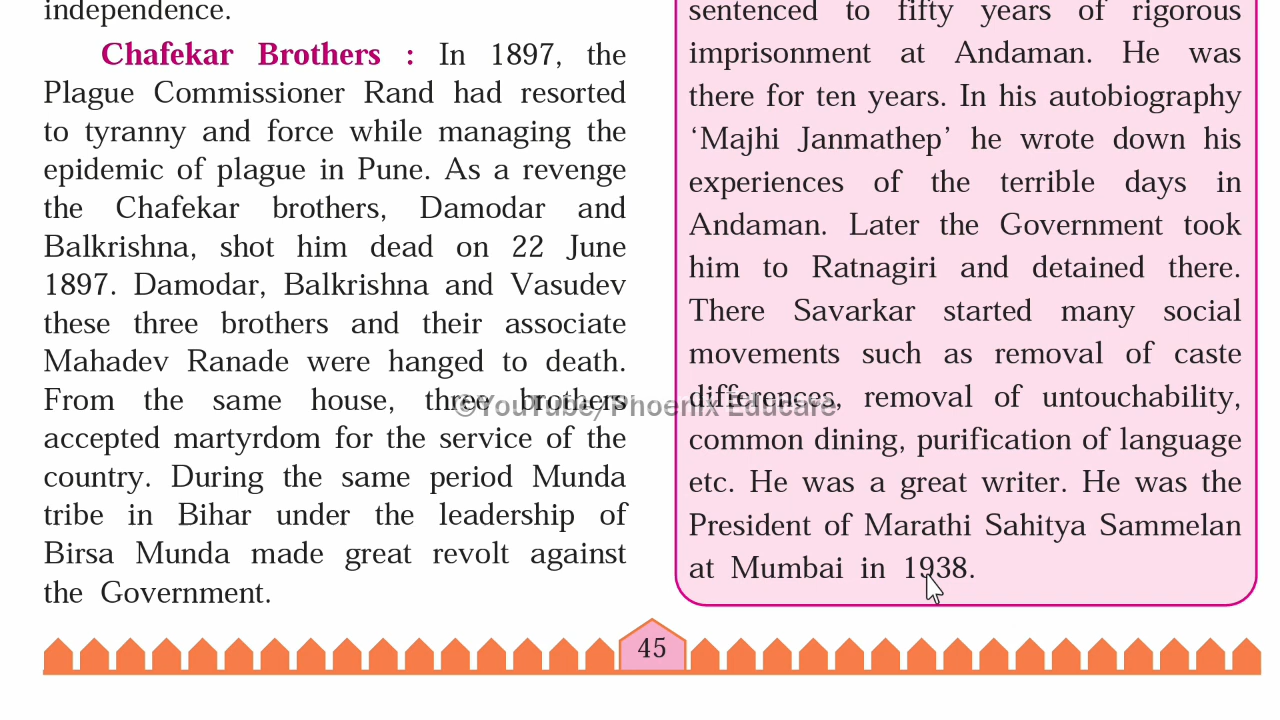 independence.
Chafekar Brothers : In 1897, the
Plague Commissioner Rand had resorted
to tyranny and force while managing the
epidemic of plague in Pune. As a revenge
the Chafekar brothers, Damodar and
Balkrishna, shot him dead on 22 June
1897. Damodar, Balkrishna and Vasudev
these three brothers and their associate
Mahadev Ranade were hanged to death.
From the same house, three brothers
accepted martyrdom for the service of the
country. During the same period Munda
tribe in Bihar under the leadership of
Birsa Munda made great revolt against
the Government.
sentenced to fifty years of rigorous
imprisonment at Andaman. He was
there for ten years. In his autobiography
‘Majhi Janmathep’ he wrote down his
experiences of the terrible days in
Andaman. Later the Government took
him to Ratnagiri and detained there.
There Savarkar started many social
movements such as removal of caste
differences, removal of untouchability,
common dining, purification of language
etc. He was a great writer. He was the
President of Marathi Sahitya Sammelan
at Mumbai in 1938.
©YouTube/Phoenix Educare
45